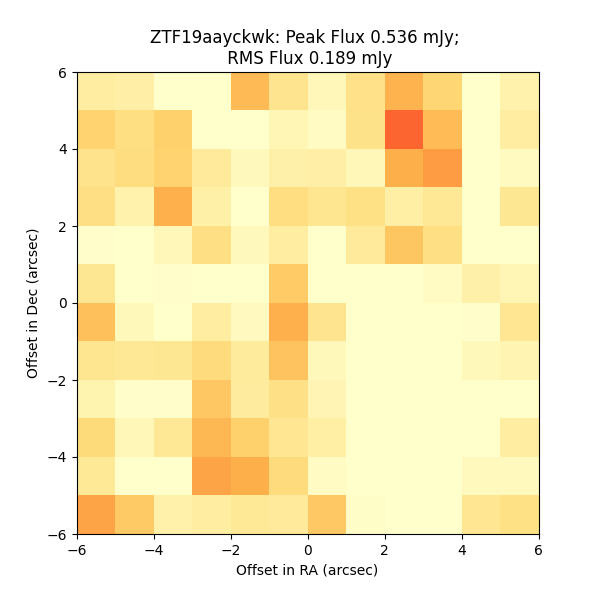 ZTF19aayckwk: Peak Flux 0.536 mJy;
RMS Flux 0.189 mJy
6
4
2
0
−2
−4
−6
Offset in Dec (arcsec)
−6 −4 −2 0 2 4 6
Offset in RA (arcsec)